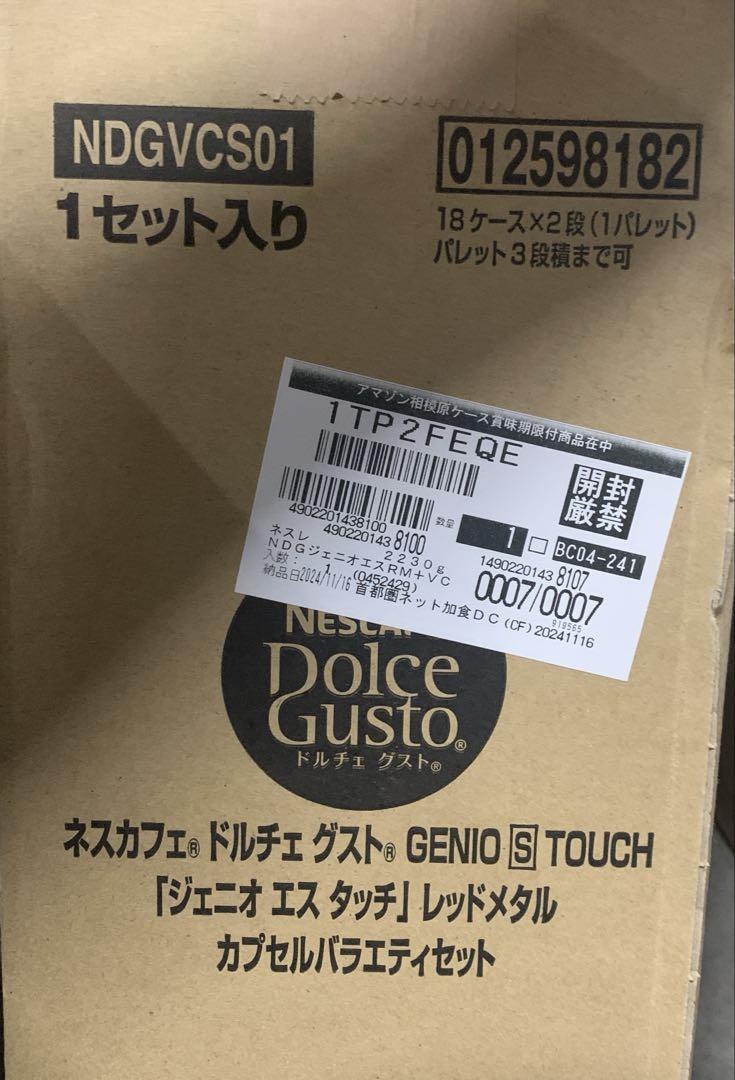 NDGVCS01
1セット入り
012598182
18ケース×2段(1パレット)
パレット3段積まで可
アマゾン相模原ケース賞味期限付商品在中
1TP2FEQE
開封
厳禁
4902201438100
490220143 8100
数量
1
BC04-241
ネスレ 2230g
NDGジェニオエスRM+VC
入数: 1 (0452429)
納品日2024/11/16 首都圏ネット加食DC(CF)20241116
1490220143 8107
0007/0007
919565
NESCAF
Dolce
Gusto®
ドルチェ グスト®
ネスカフェ® ドルチェ グスト® GENIO S TOUCH
「ジェニオ エス タッチ」レッドメタル
カプセルバラエティセット